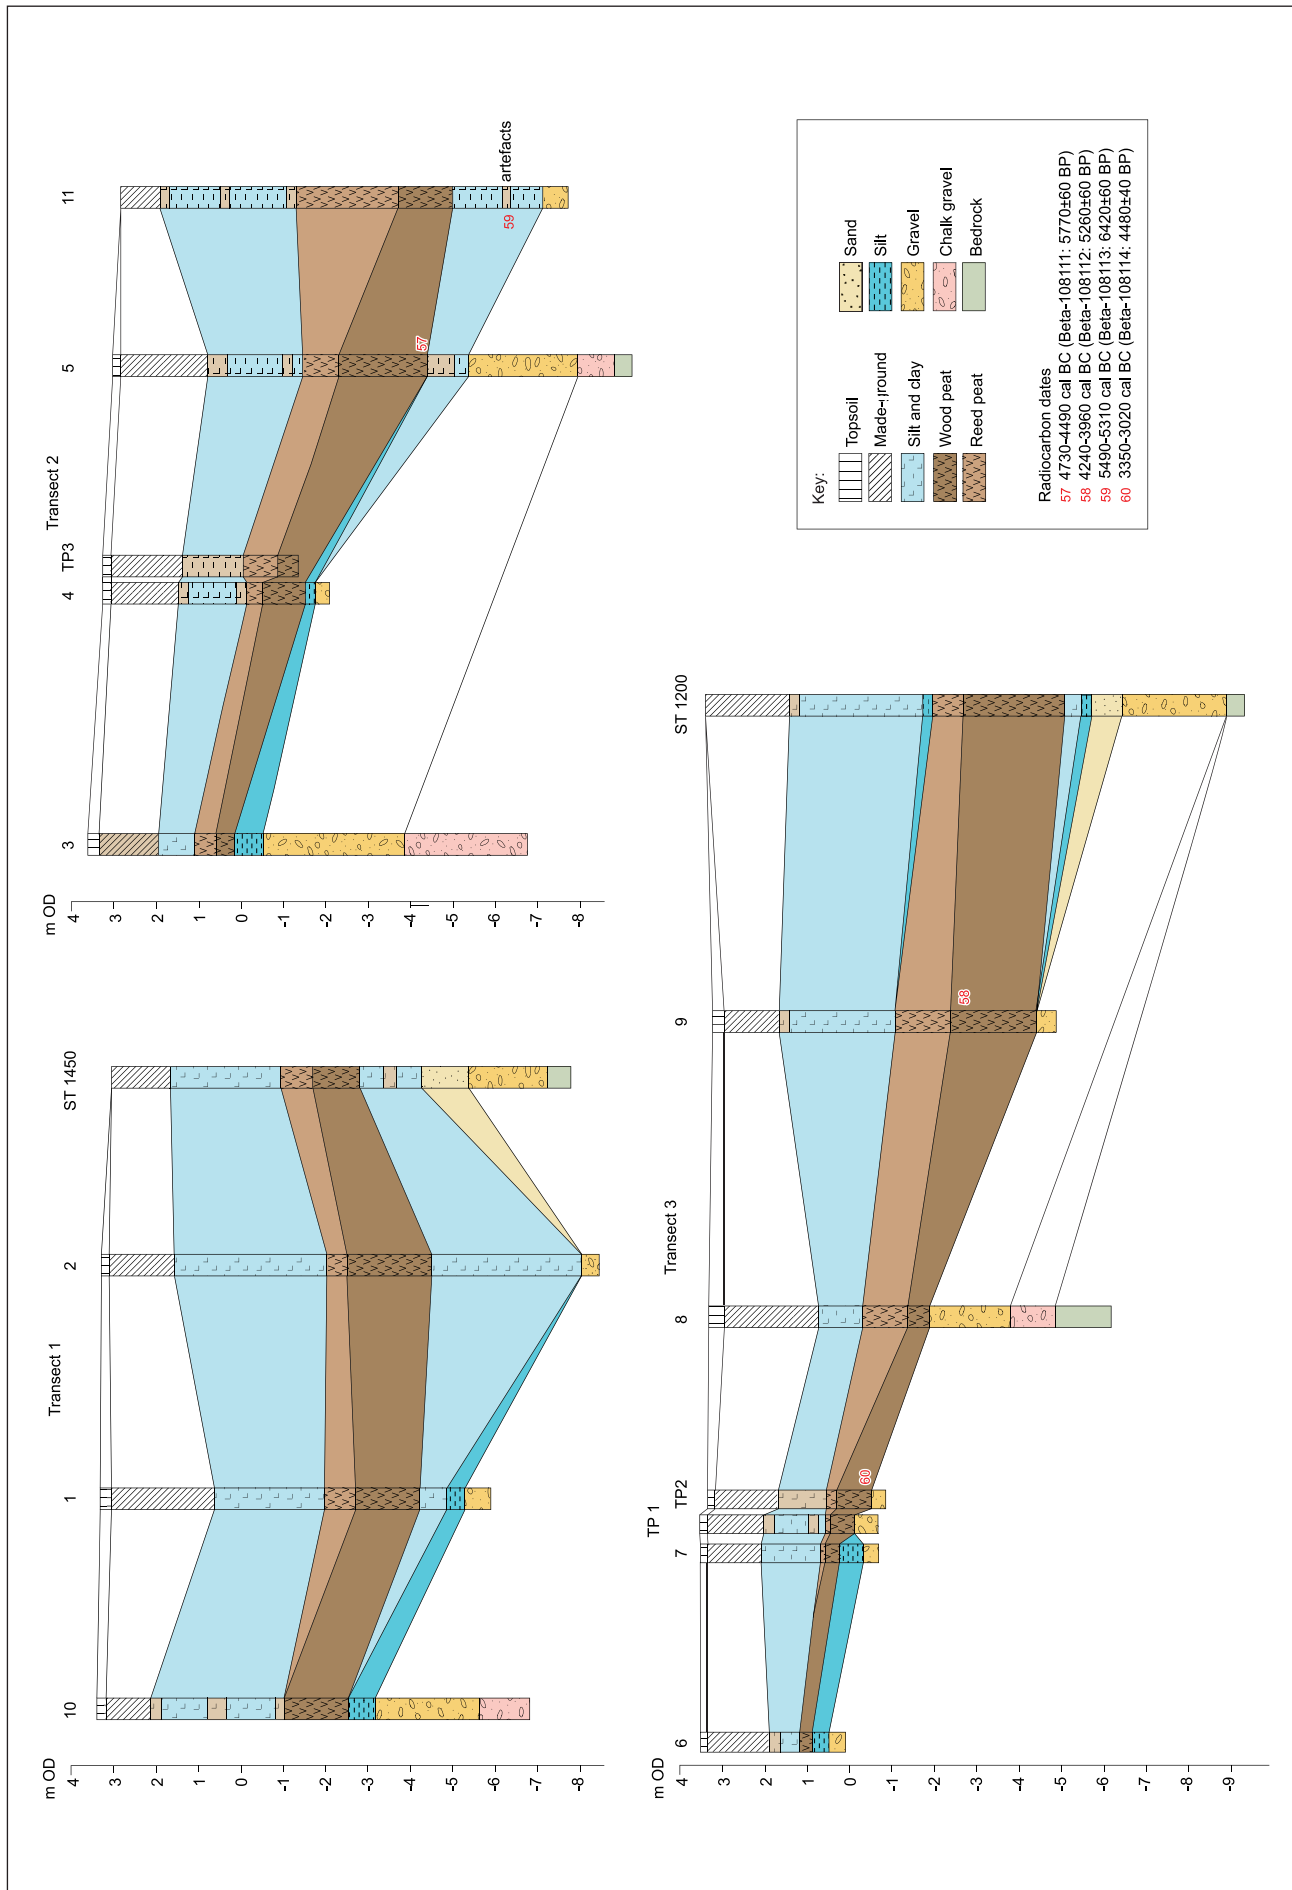 m OD
4
3
2
1
0
-1
-2
-3
-4
-5
-6
-7
-8
Transect 1
10
1
2
ST 1450
m OD
4
3
2
1
0
-1
-2
-3
-4
-5
-6
-7
-8
Transect 2
3
4
TP3
5
11
57
59
artefacts
m OD
4
3
2
1
0
-1
-2
-3
-4
-5
-6
-7
-8
-9
Transect 3
6
7
TP 1
TP2
8
9
ST 1200
60
58
Key:
Topsoil
Made-ground
Silt and clay
Wood peat
Reed peat
Sand
Silt
Gravel
Chalk gravel
Bedrock
Radiocarbon dates
57 4730-4490 cal BC (Beta-108111: 5770±60 BP)
58 4240-3960 cal BC (Beta-108112: 5260±60 BP)
59 5490-5310 cal BC (Beta-108113: 6420±60 BP)
60 3350-3020 cal BC (Beta-108114: 4480±40 BP)